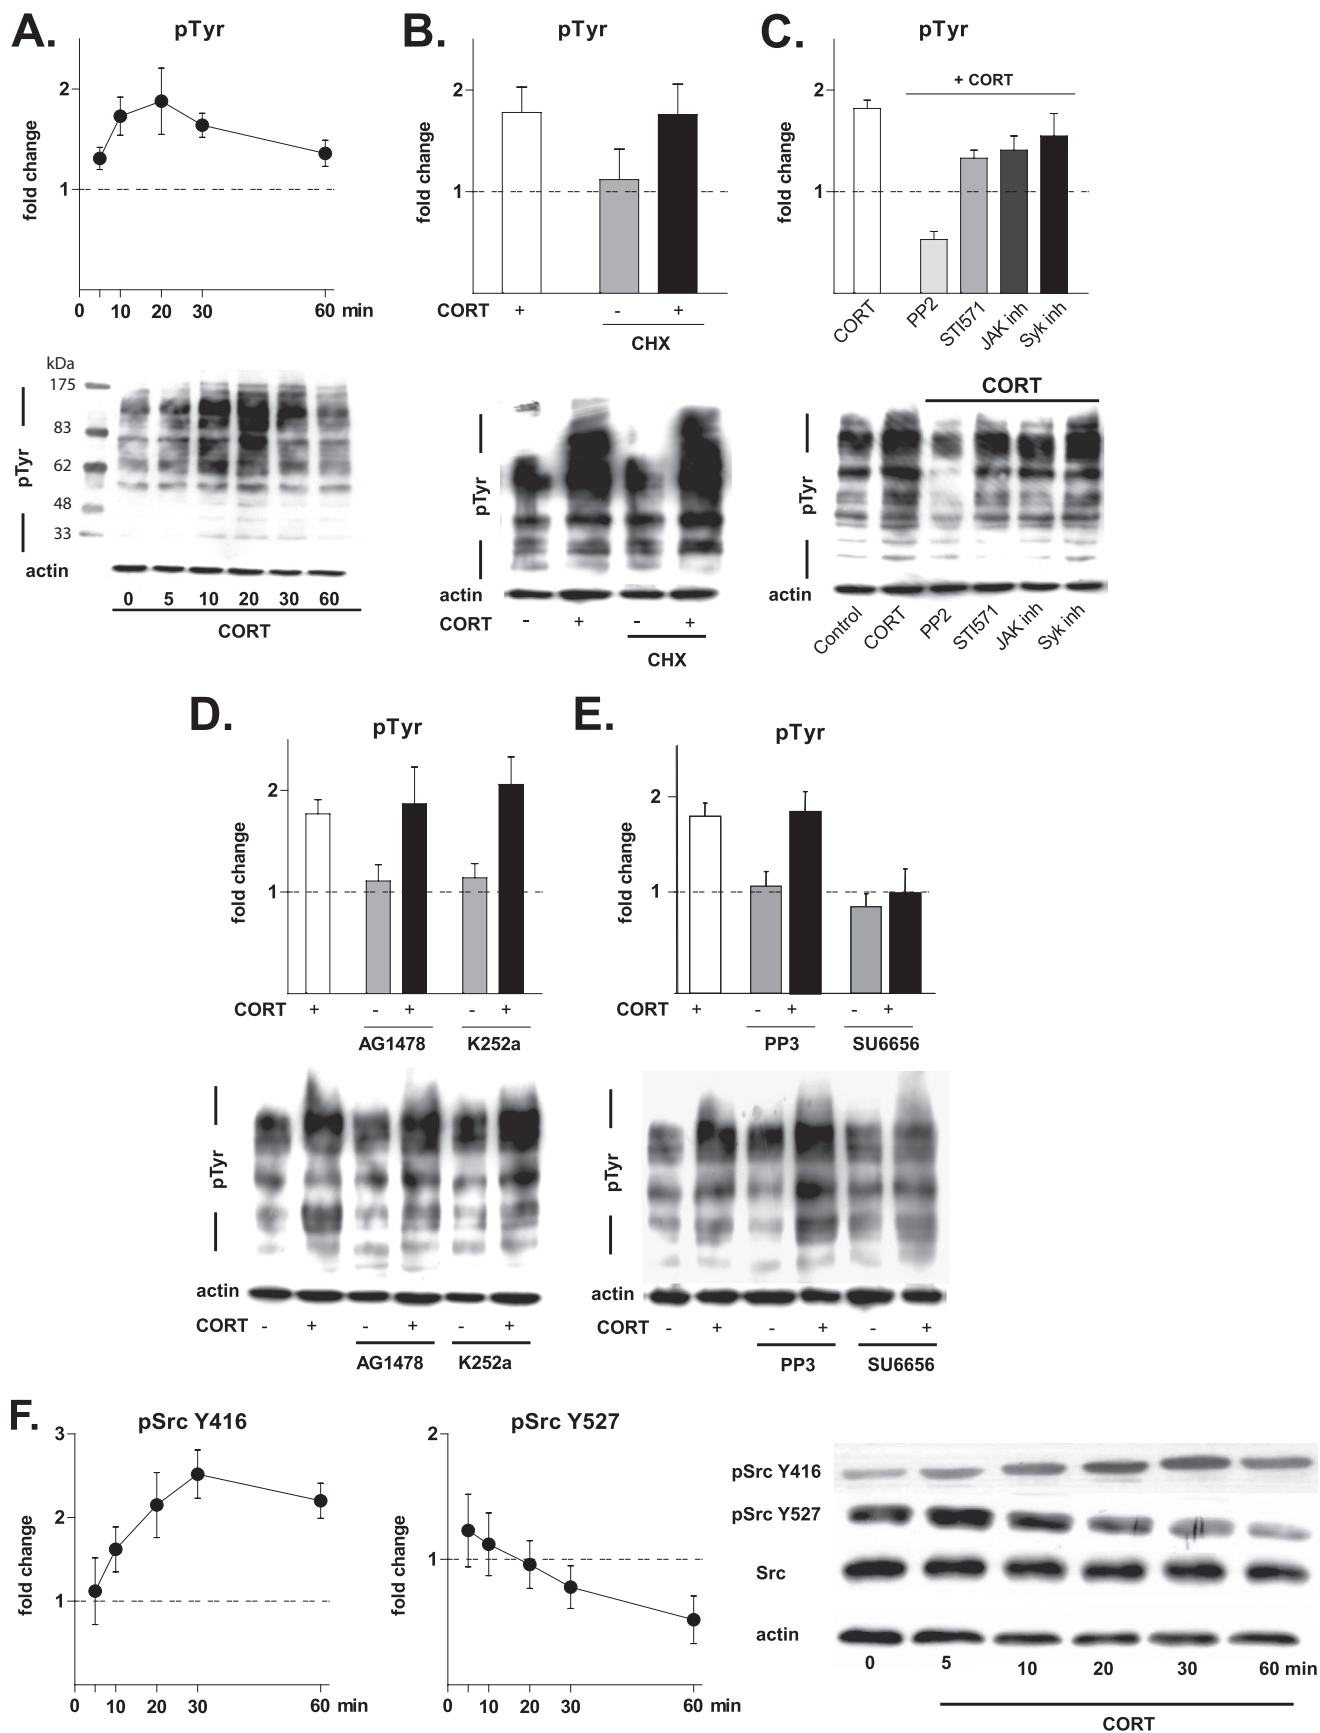 A.
pTyr
2
1
fold change
0 10 20 30 60 min
kDa
175
83
62
48
33
pTyr
actin
0 5 10 20 30 60
CORT
B.
pTyr
2
1
fold change
CORT + - +
CHX
pTyr
actin
CORT - + - +
CHX
C.
pTyr
+ CORT
2
1
fold change
CORT PP2 STI571 JAK inh Syk inh
CORT
pTyr
actin
Control CORT PP2 STI571 JAK inh Syk inh
D.
pTyr
2
1
fold change
CORT + - + - +
AG1478 K252a
pTyr
actin
CORT - + - + - +
AG1478 K252a
E.
pTyr
2
1
fold change
CORT + - + - +
PP3 SU6656
pTyr
actin
CORT - + - + - +
PP3 SU6656
F.
pSrc Y416
3
2
1
fold change
0 10 20 30 60 min
pSrc Y527
2
1
fold change
0 10 20 30 60 min
pSrc Y416
pSrc Y527
Src
actin
0 5 10 20 30 60 min
CORT